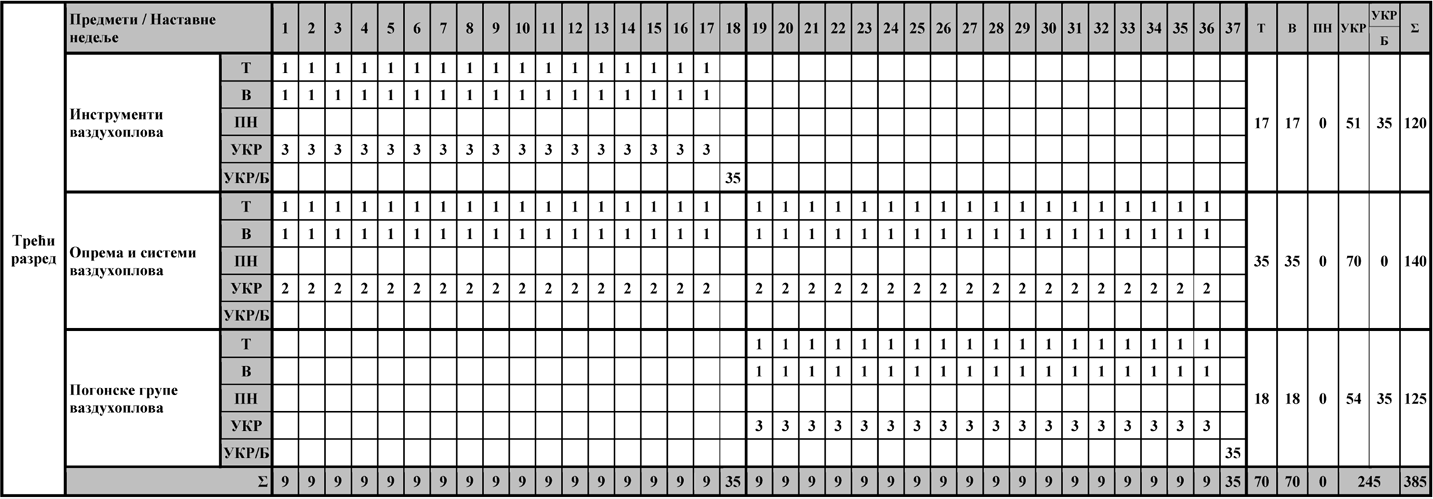 Предмети / Наставне недеље 1 2 3 4 5 6 7 8 9 10 11 12 13 14 15 16 17 18 19 20 21 22 23 24 25 26 27 28 29 30 31 32 33 34 35 36 37 Т В ПН УКР УКР Б Σ
Трећи разред
Инструменти ваздухоплова
Т 1 1 1 1 1 1 1 1 1 1 1 1 1 1 1 1 1
В 1 1 1 1 1 1 1 1 1 1 1 1 1 1 1 1 1
ПН
УКР 3 3 3 3 3 3 3 3 3 3 3 3 3 3 3 3 3
УКР/Б 35
17 17 0 51 35 120
Опрема и системи ваздухоплова
Т 1 1 1 1 1 1 1 1 1 1 1 1 1 1 1 1 1 1 1 1 1 1 1 1 1 1 1 1 1 1 1 1 1 1 1
В 1 1 1 1 1 1 1 1 1 1 1 1 1 1 1 1 1 1 1 1 1 1 1 1 1 1 1 1 1 1 1 1 1 1 1
ПН
УКР 2 2 2 2 2 2 2 2 2 2 2 2 2 2 2 2 2 2 2 2 2 2 2 2 2 2 2 2 2 2 2 2 2 2 2
УКР/Б
35 35 0 70 0 140
Погонске групе ваздухоплова
Т 1 1 1 1 1 1 1 1 1 1 1 1 1 1 1 1 1 1
В 1 1 1 1 1 1 1 1 1 1 1 1 1 1 1 1 1 1
ПН
УКР 3 3 3 3 3 3 3 3 3 3 3 3 3 3 3 3 3 3
УКР/Б 35
18 18 0 54 35 125
Σ 9 9 9 9 9 9 9 9 9 9 9 9 9 9 9 9 9 35 9 9 9 9 9 9 9 9 9 9 9 9 9 9 9 9 9 9 35 70 70 0 245 385